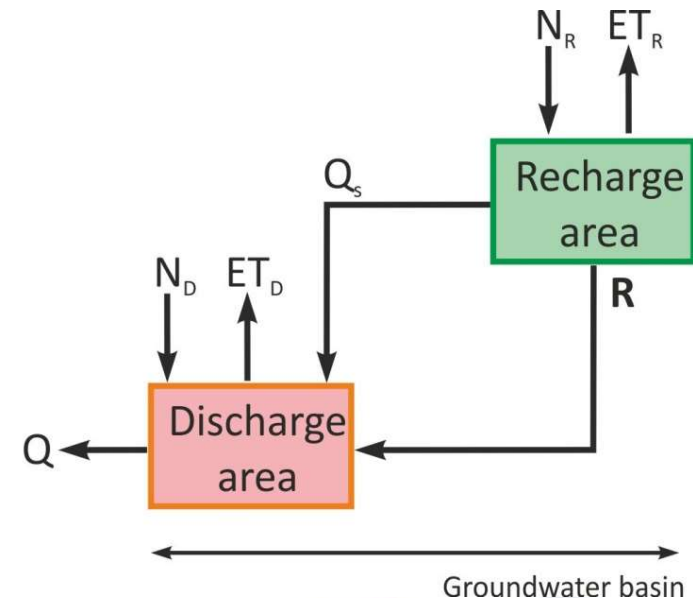 N_R ET_R
Recharge
area
Q_s
R
N_D ET_D
Discharge
area
Q
Groundwater basin